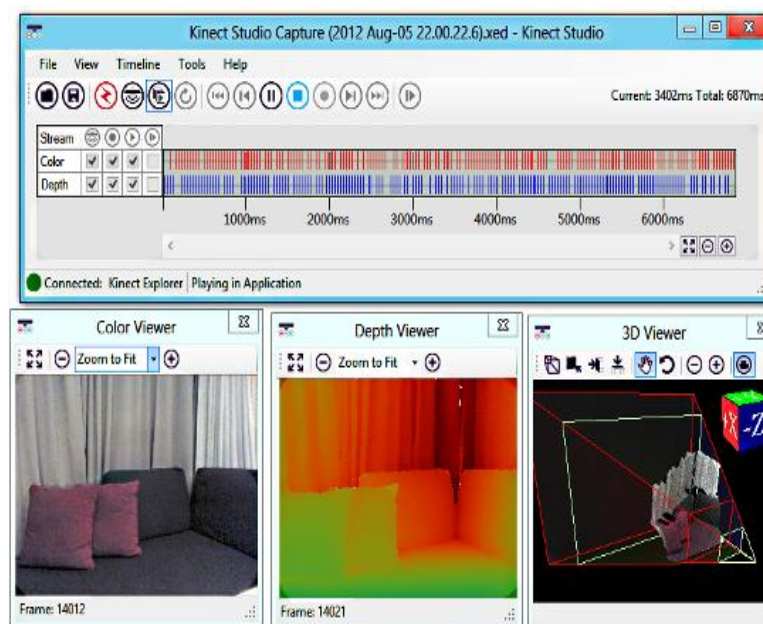 Kinect Studio Capture (2012 Aug-05 22.00.22.6).xed - Kinect Studio
File View Timeline Tools Help
Current: 3402ms Total: 6870ms
Stream
Color
Depth
1000ms 2000ms 3000ms 4000ms 5000ms 6000ms
Connected: Kinect Explorer Playing in Application
Color Viewer
Zoom to Fit
Frame: 14012
Depth Viewer
Zoom to Fit
Frame: 14021
3D Viewer
+X -Z